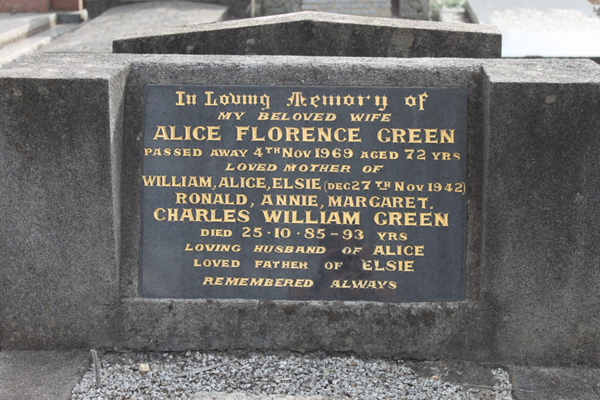 In Loving Memory of
MY BELOVED WIFE
ALICE FLORENCE GREEN
PASSED AWAY 4TH NOV 1969 AGED 72 YRS
LOVED MOTHER OF
WILLIAM, ALICE, ELSIE (DEC 27TH NOV 1942)
RONALD, ANNIE, MARGARET.
CHARLES WILLIAM GREEN
DIED 25·10·85-93 YRS
LOVING HUSBAND OF ALICE
LOVED FATHER OF ELSIE
REMEMBERED ALWAYS